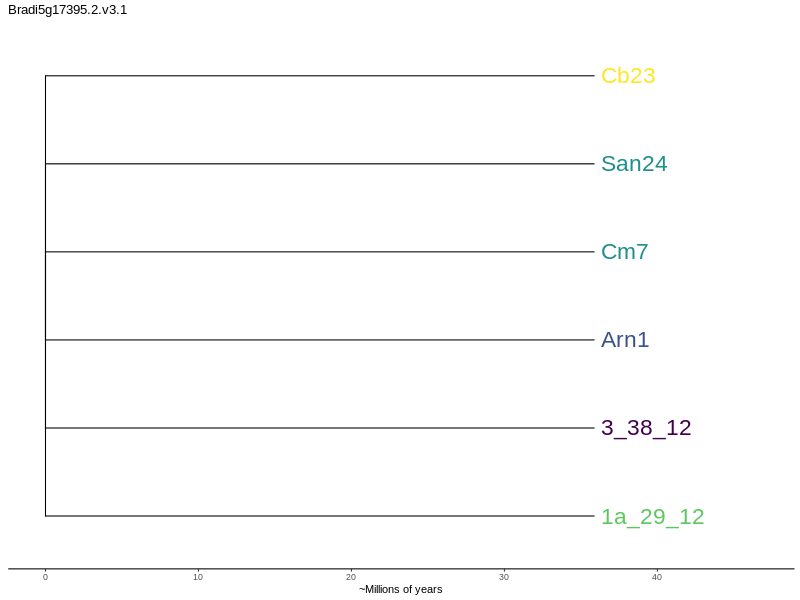 Bradi5g17395.2.v3.1
Cb23
San24
Cm7
Arn1
3_38_12
1a_29_12
0 10 20 30 40
~Millions of years